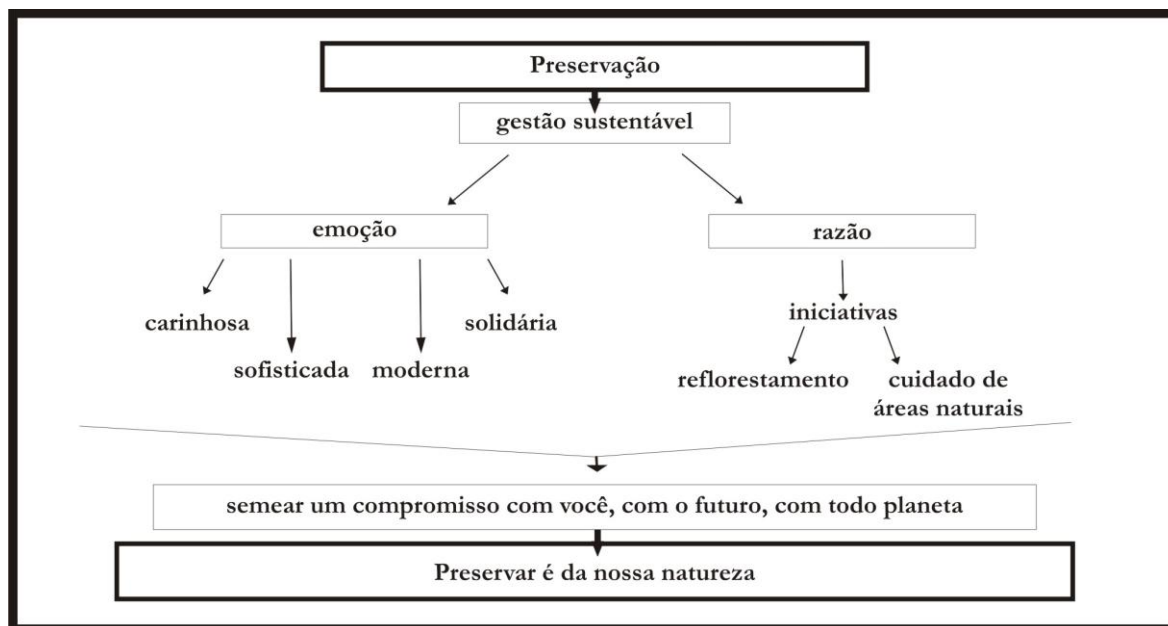 Preservação
gestão sustentável
emoção
razão
carinhosa
solidária
iniciativas
sofisticada
moderna
reflorestamento
cuidado de
áreas naturais
semear um compromisso com você, com o futuro, com todo planeta
Preservar é da nossa natureza